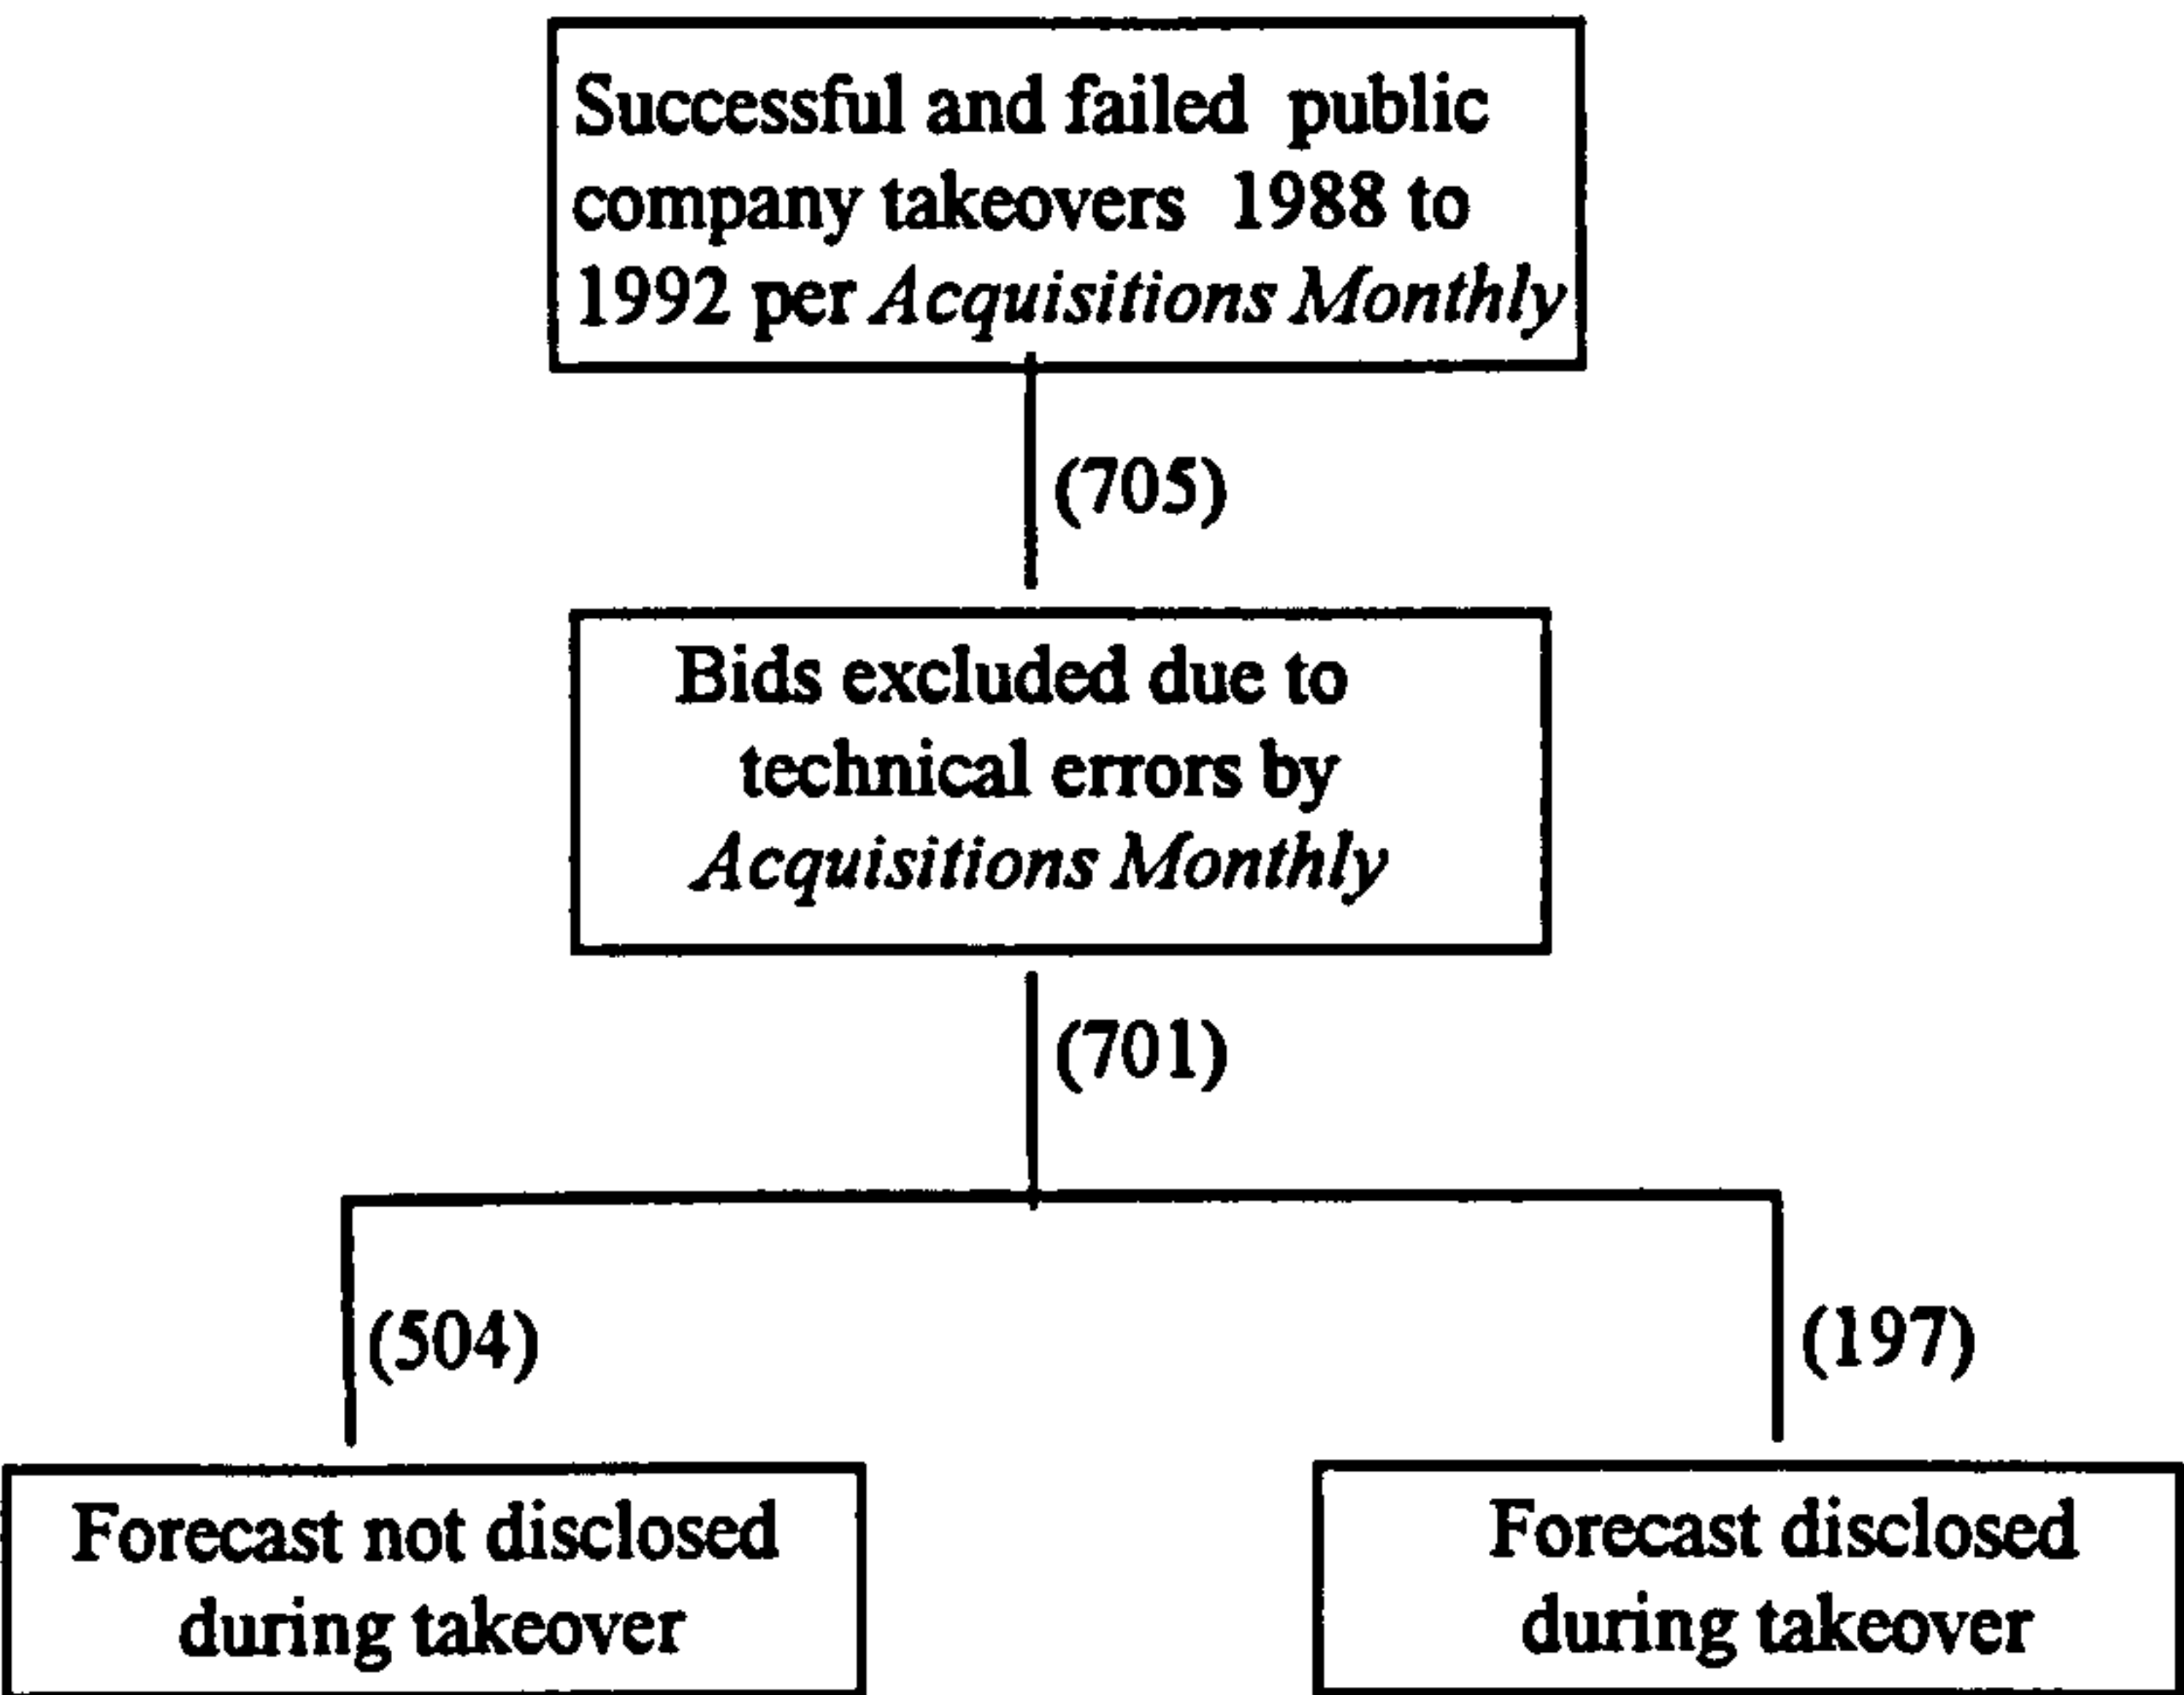 Successful and failed public
company takeovers 1988 to
1992 per Acquisitions Monthly
(705)
Bids excluded due to
technical errors by
Acquisitions Monthly
(701)
(504)
(197)
Forecast not disclosed
during takeover
Forecast disclosed
during takeover